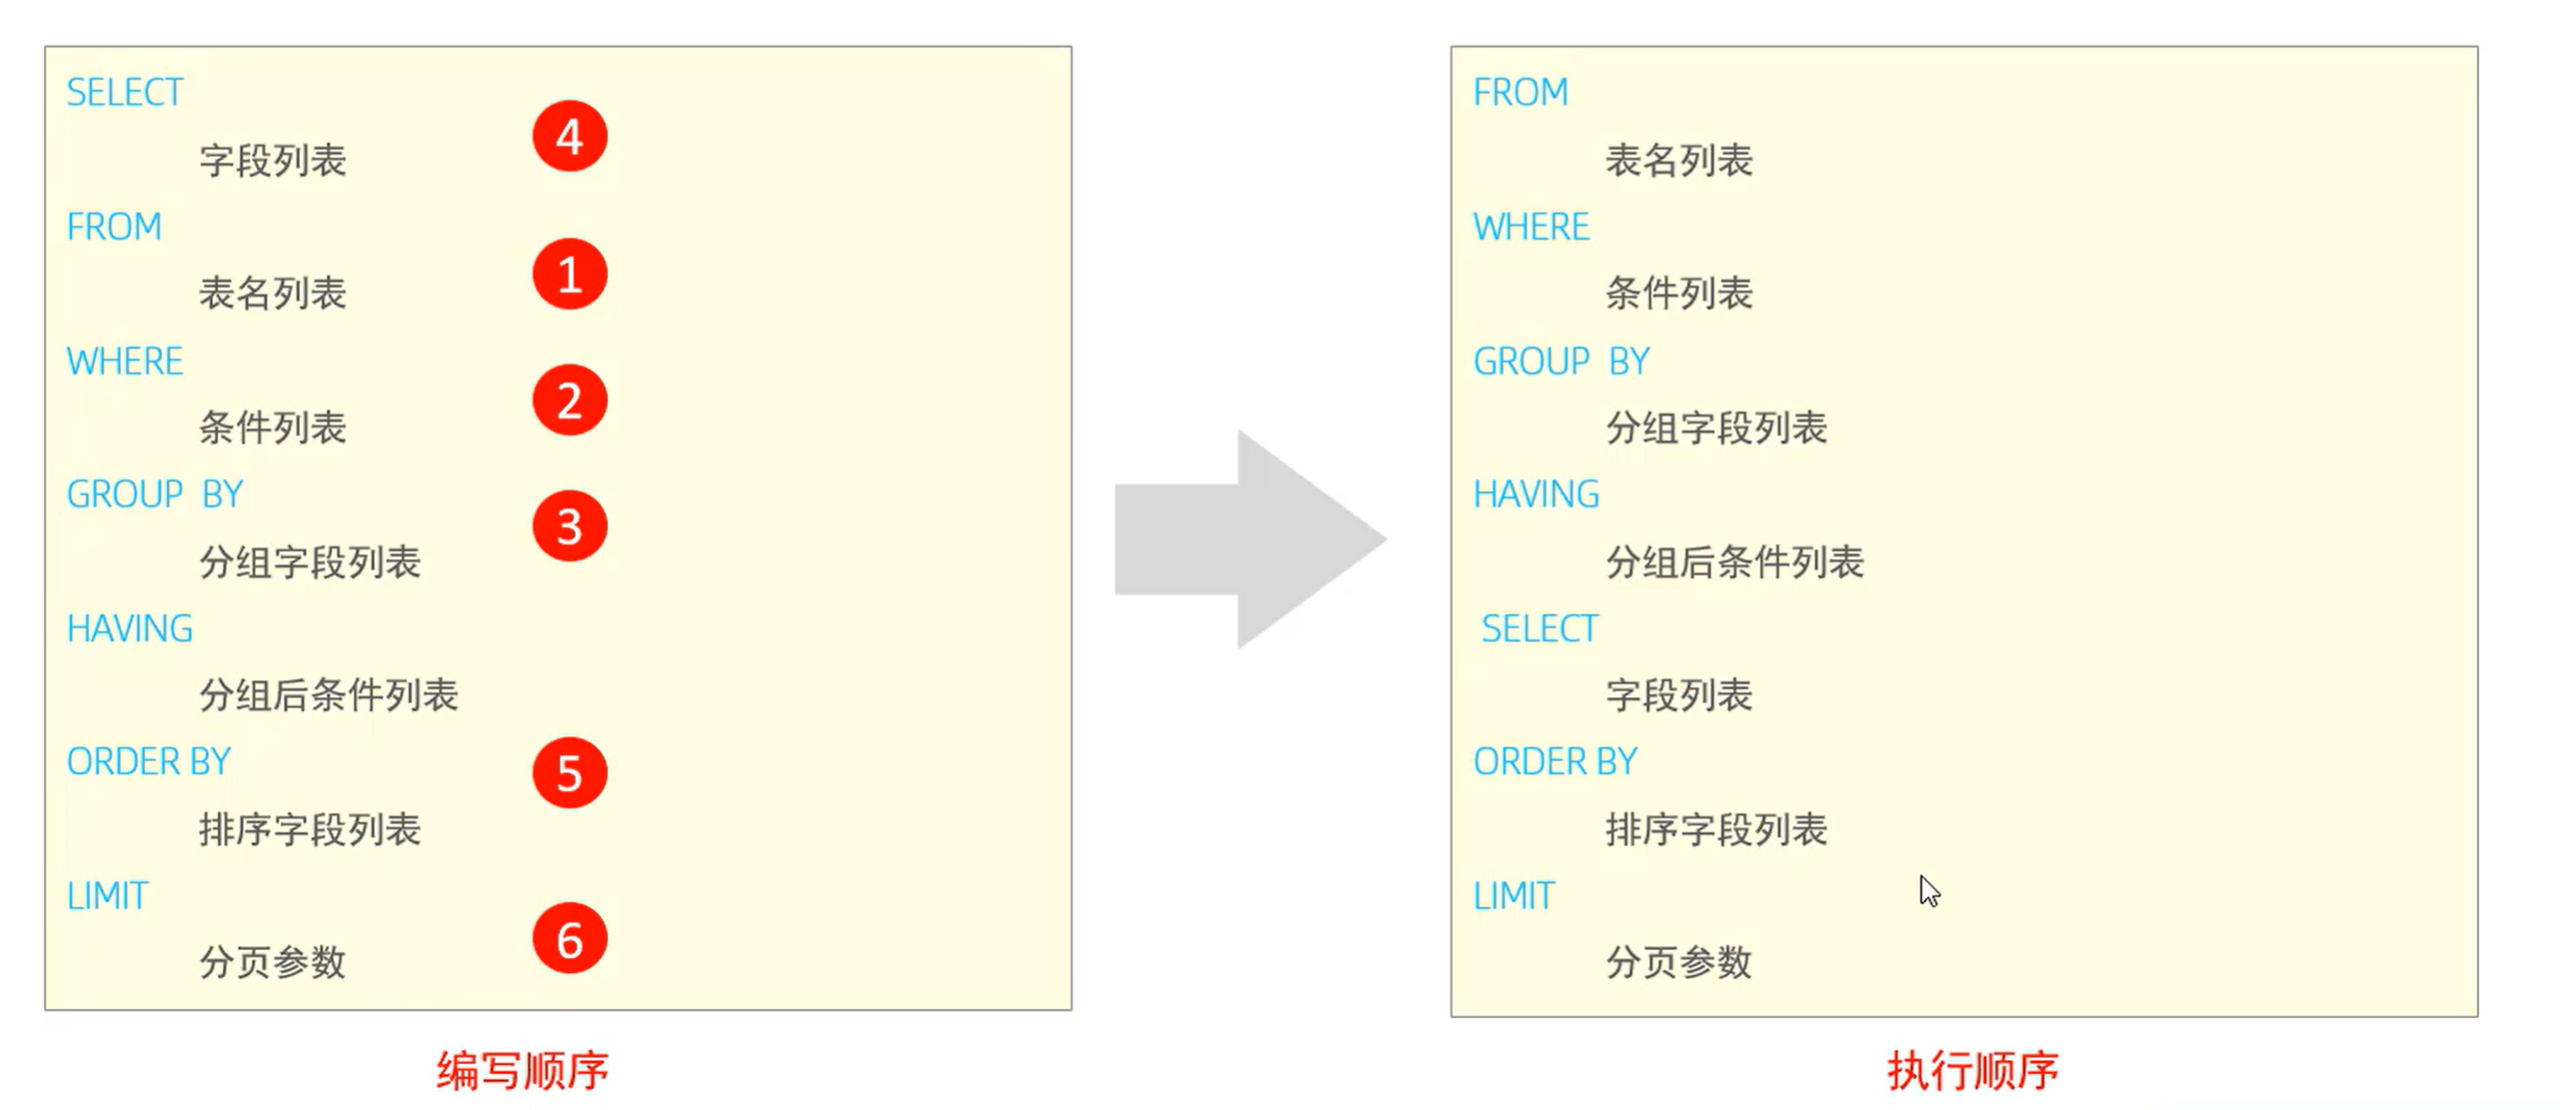 SELECT
字段列表
4
FROM
表名列表
1
WHERE
条件列表
2
GROUP BY
分组字段列表
3
HAVING
分组后条件列表
ORDER BY
排序字段列表
5
LIMIT
分页参数
6
编写顺序
FROM
表名列表
WHERE
条件列表
GROUP BY
分组字段列表
HAVING
分组后条件列表
SELECT
字段列表
ORDER BY
排序字段列表
LIMIT
分页参数
执行顺序